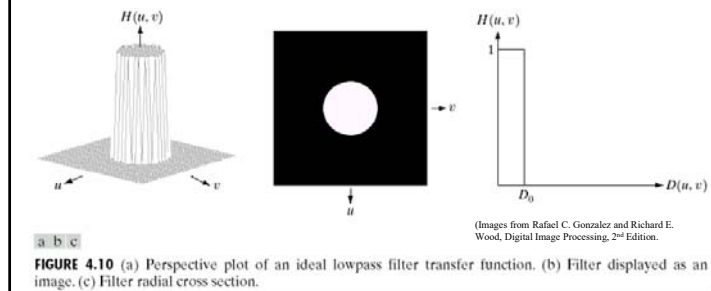 H(u, v)
u
v
v
u
H(u, v)
1
D₀
D(u, v)
(Images from Rafael C. Gonzalez and Richard E.
Wood, Digital Image Processing, 2nd Edition.
a b c
FIGURE 4.10 (a) Perspective plot of an ideal lowpass filter transfer function. (b) Filter displayed as an
image. (c) Filter radial cross section.